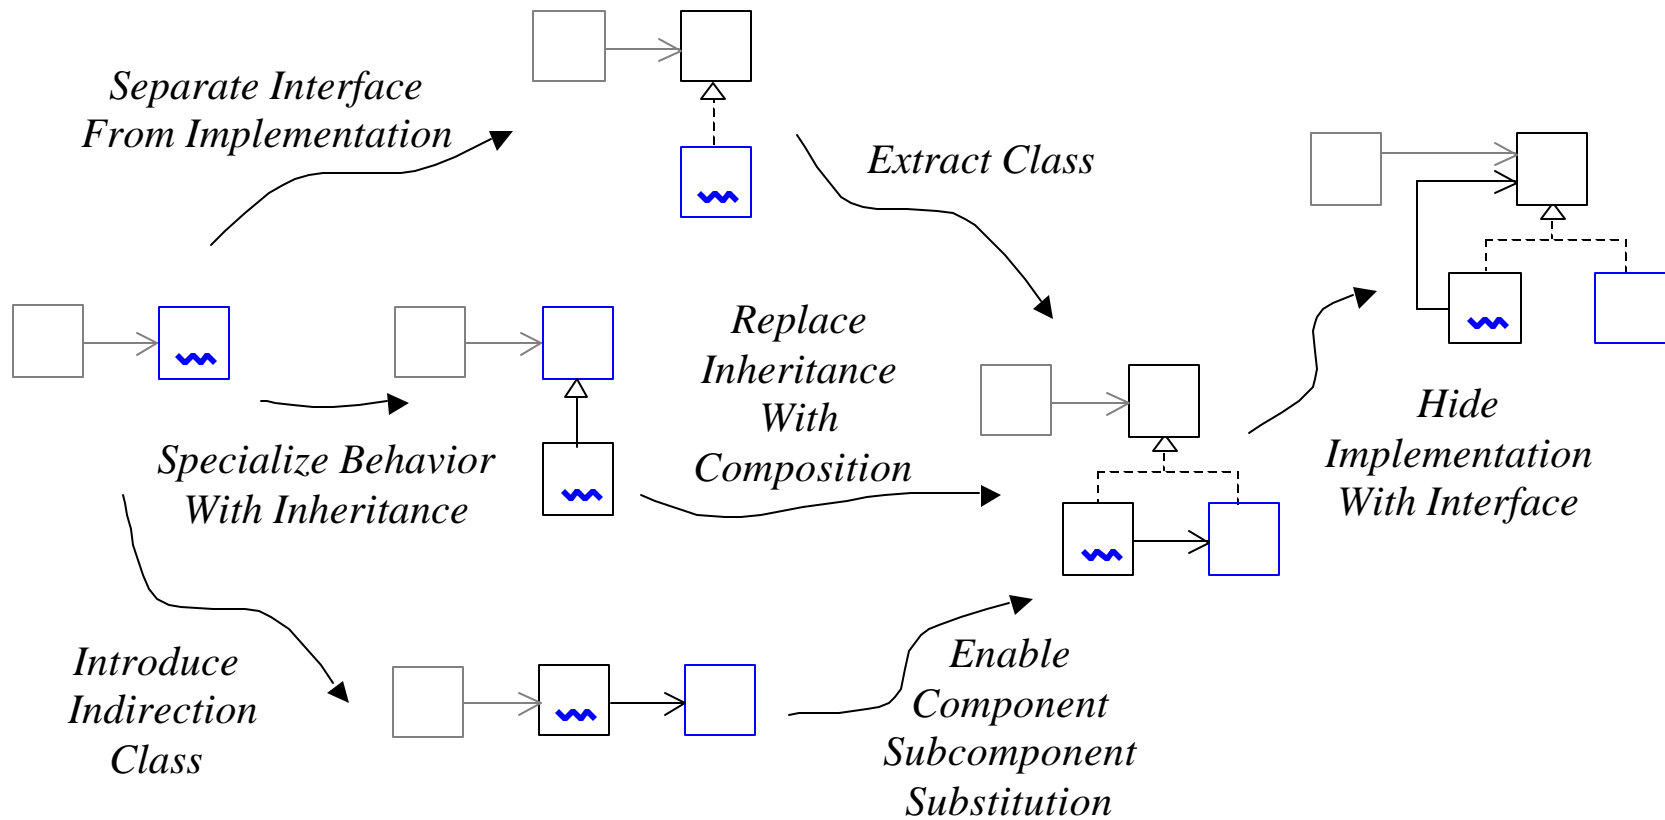 Separate Interface
From Implementation
Extract Class
Replace
Inheritance
With
Composition
Hide
Implementation
With Interface
Specialize Behavior
With Inheritance
Introduce
Indirection
Class
Enable
Component
Subcomponent
Substitution